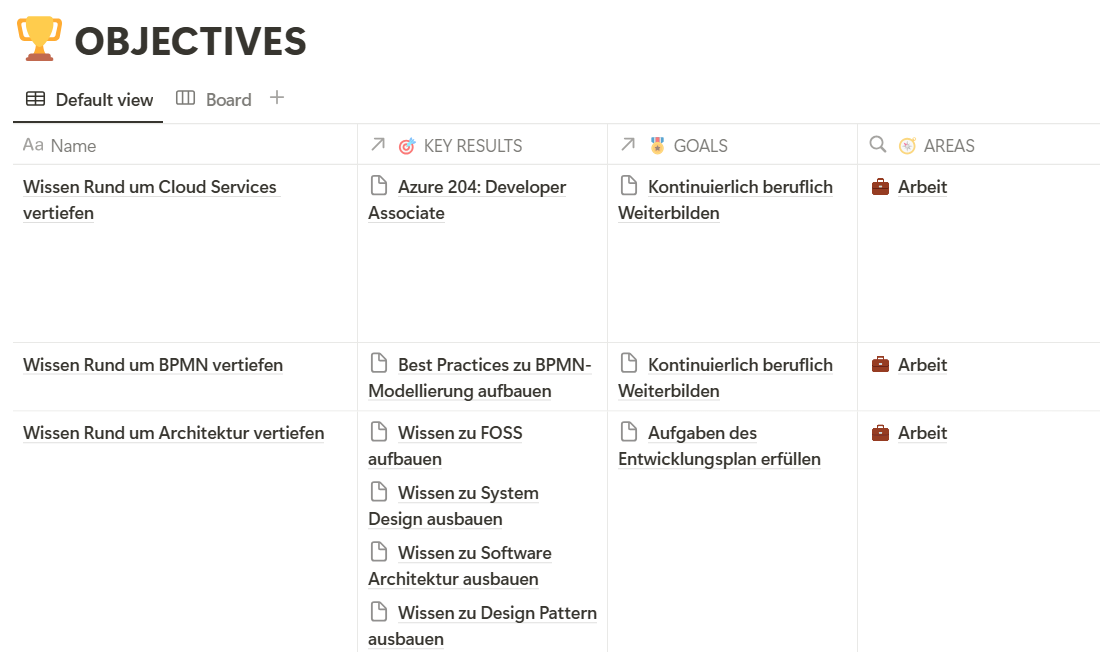 OBJECTIVES
Default view Board
Aa Name KEY RESULTS GOALS AREAS
Wissen Rund um Cloud Services
vertiefen
Azure 204: Developer
Associate
Kontinuierlich beruflich
Weiterbilden
Arbeit
Wissen Rund um BPMN vertiefen
Best Practices zu BPMN-
Modellierung aufbauen
Kontinuierlich beruflich
Weiterbilden
Arbeit
Wissen Rund um Architektur vertiefen
Wissen zu FOSS
aufbauen
Wissen zu System
Design ausbauen
Wissen zu Software
Architektur ausbauen
Wissen zu Design Pattern
ausbauen
Aufgaben des
Entwicklungsplan erfüllen
Arbeit